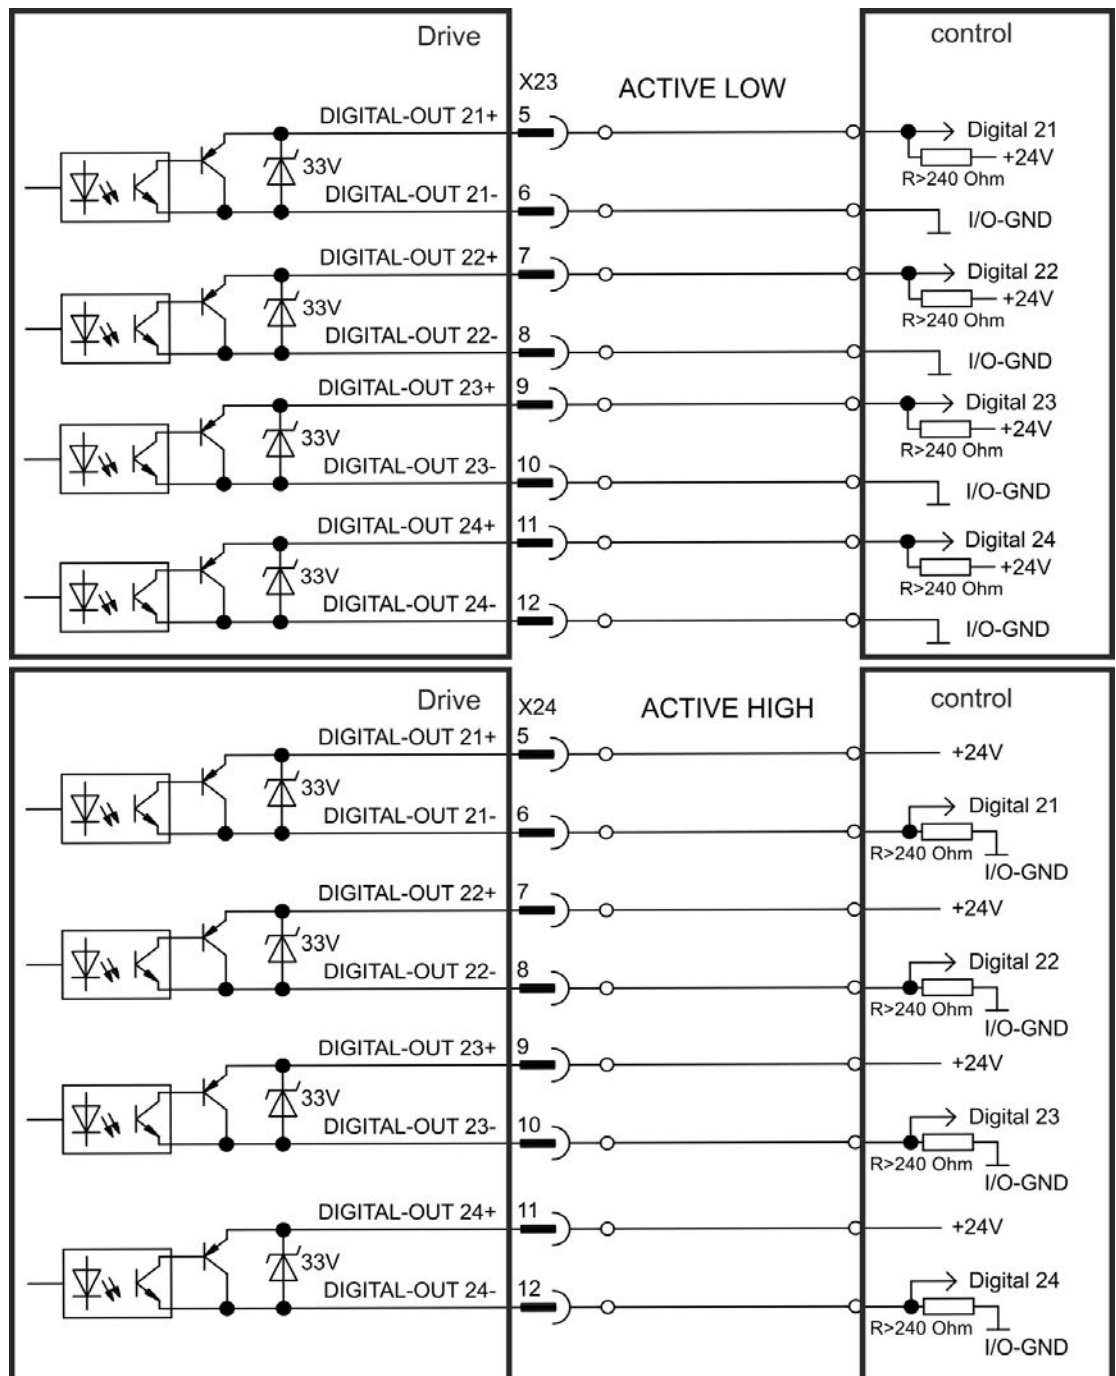 Drive
control
X23
ACTIVE LOW
DIGITAL-OUT 21+
5
Digital 21
33V
+24V
R>240 Ohm
DIGITAL-OUT 21-
6
I/O-GND
DIGITAL-OUT 22+
7
Digital 22
33V
+24V
R>240 Ohm
DIGITAL-OUT 22-
8
I/O-GND
DIGITAL-OUT 23+
9
Digital 23
33V
+24V
R>240 Ohm
DIGITAL-OUT 23-
10
I/O-GND
DIGITAL-OUT 24+
11
Digital 24
33V
+24V
R>240 Ohm
DIGITAL-OUT 24-
12
I/O-GND
Drive
control
X24
ACTIVE HIGH
DIGITAL-OUT 21+
5
+24V
33V
Digital 21
DIGITAL-OUT 21-
6
R>240 Ohm
I/O-GND
DIGITAL-OUT 22+
7
+24V
33V
Digital 22
DIGITAL-OUT 22-
8
R>240 Ohm
I/O-GND
DIGITAL-OUT 23+
9
+24V
33V
Digital 23
DIGITAL-OUT 23-
10
R>240 Ohm
I/O-GND
DIGITAL-OUT 24+
11
+24V
33V
Digital 24
DIGITAL-OUT 24-
12
R>240 Ohm
I/O-GND